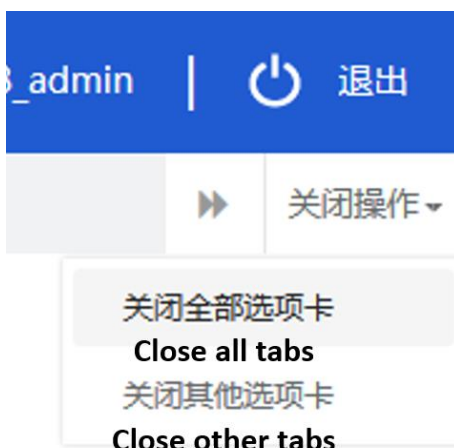 _admin | 退出
关闭操作
关闭全部选项卡
Close all tabs
关闭其他选项卡
Close other tabs